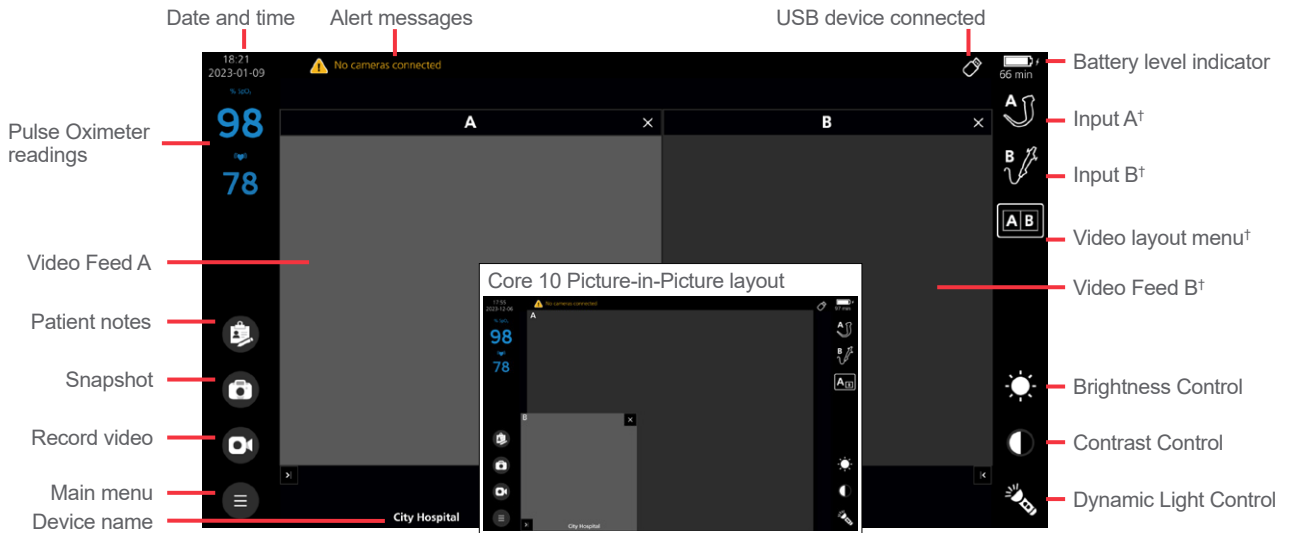 Date and time
Alert messages
USB device connected
18:21
2023-01-09
No cameras connected
66 min
Battery level indicator
% SpO₂
98
78
Pulse Oximeter
readings
A
B
A
Input A†
B
Input B†
A B
Video layout menu†
Video Feed A
Video Feed B†
Core 10 Picture-in-Picture layout
17:55
2023-12-06
No cameras connected
97 min
% SpO₂
98
78
A
A
B
A
B
City Hospital
Patient notes
Snapshot
Record video
Main menu
Device name
City Hospital
Brightness Control
Contrast Control
Dynamic Light Control